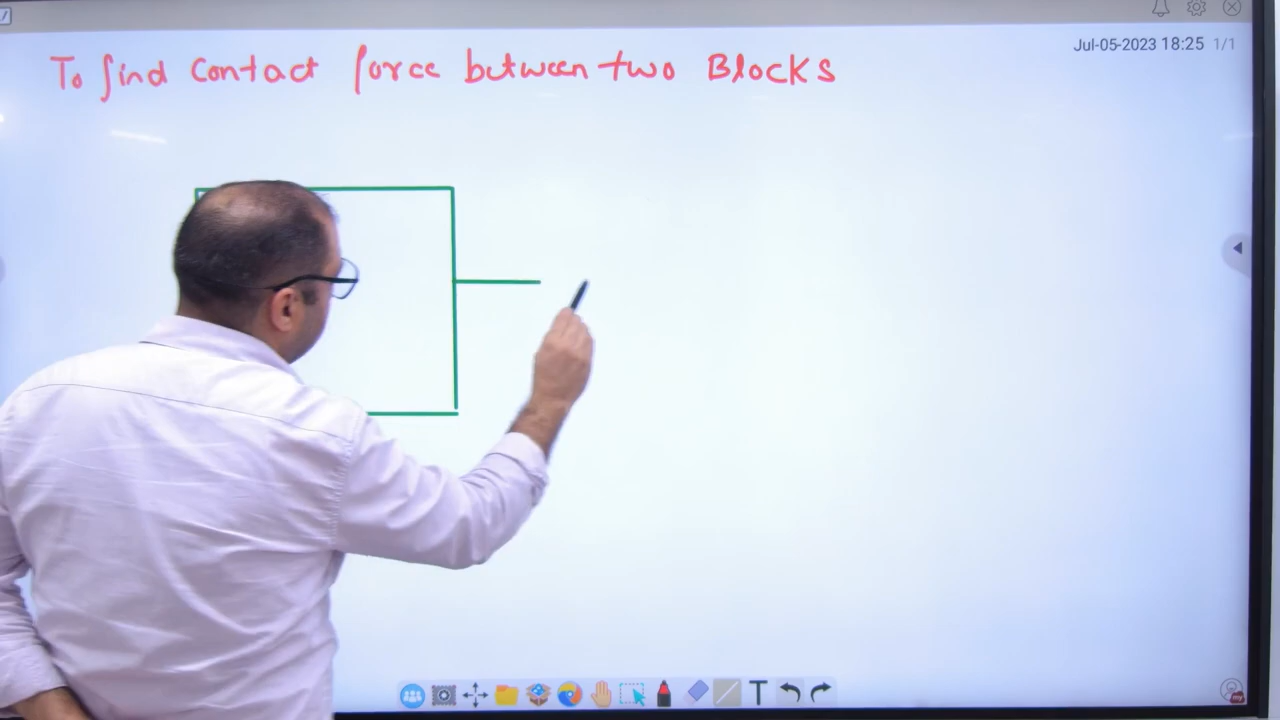 Jul-05-2023 18:25 1/1
To find Contact force between two Blocks
T